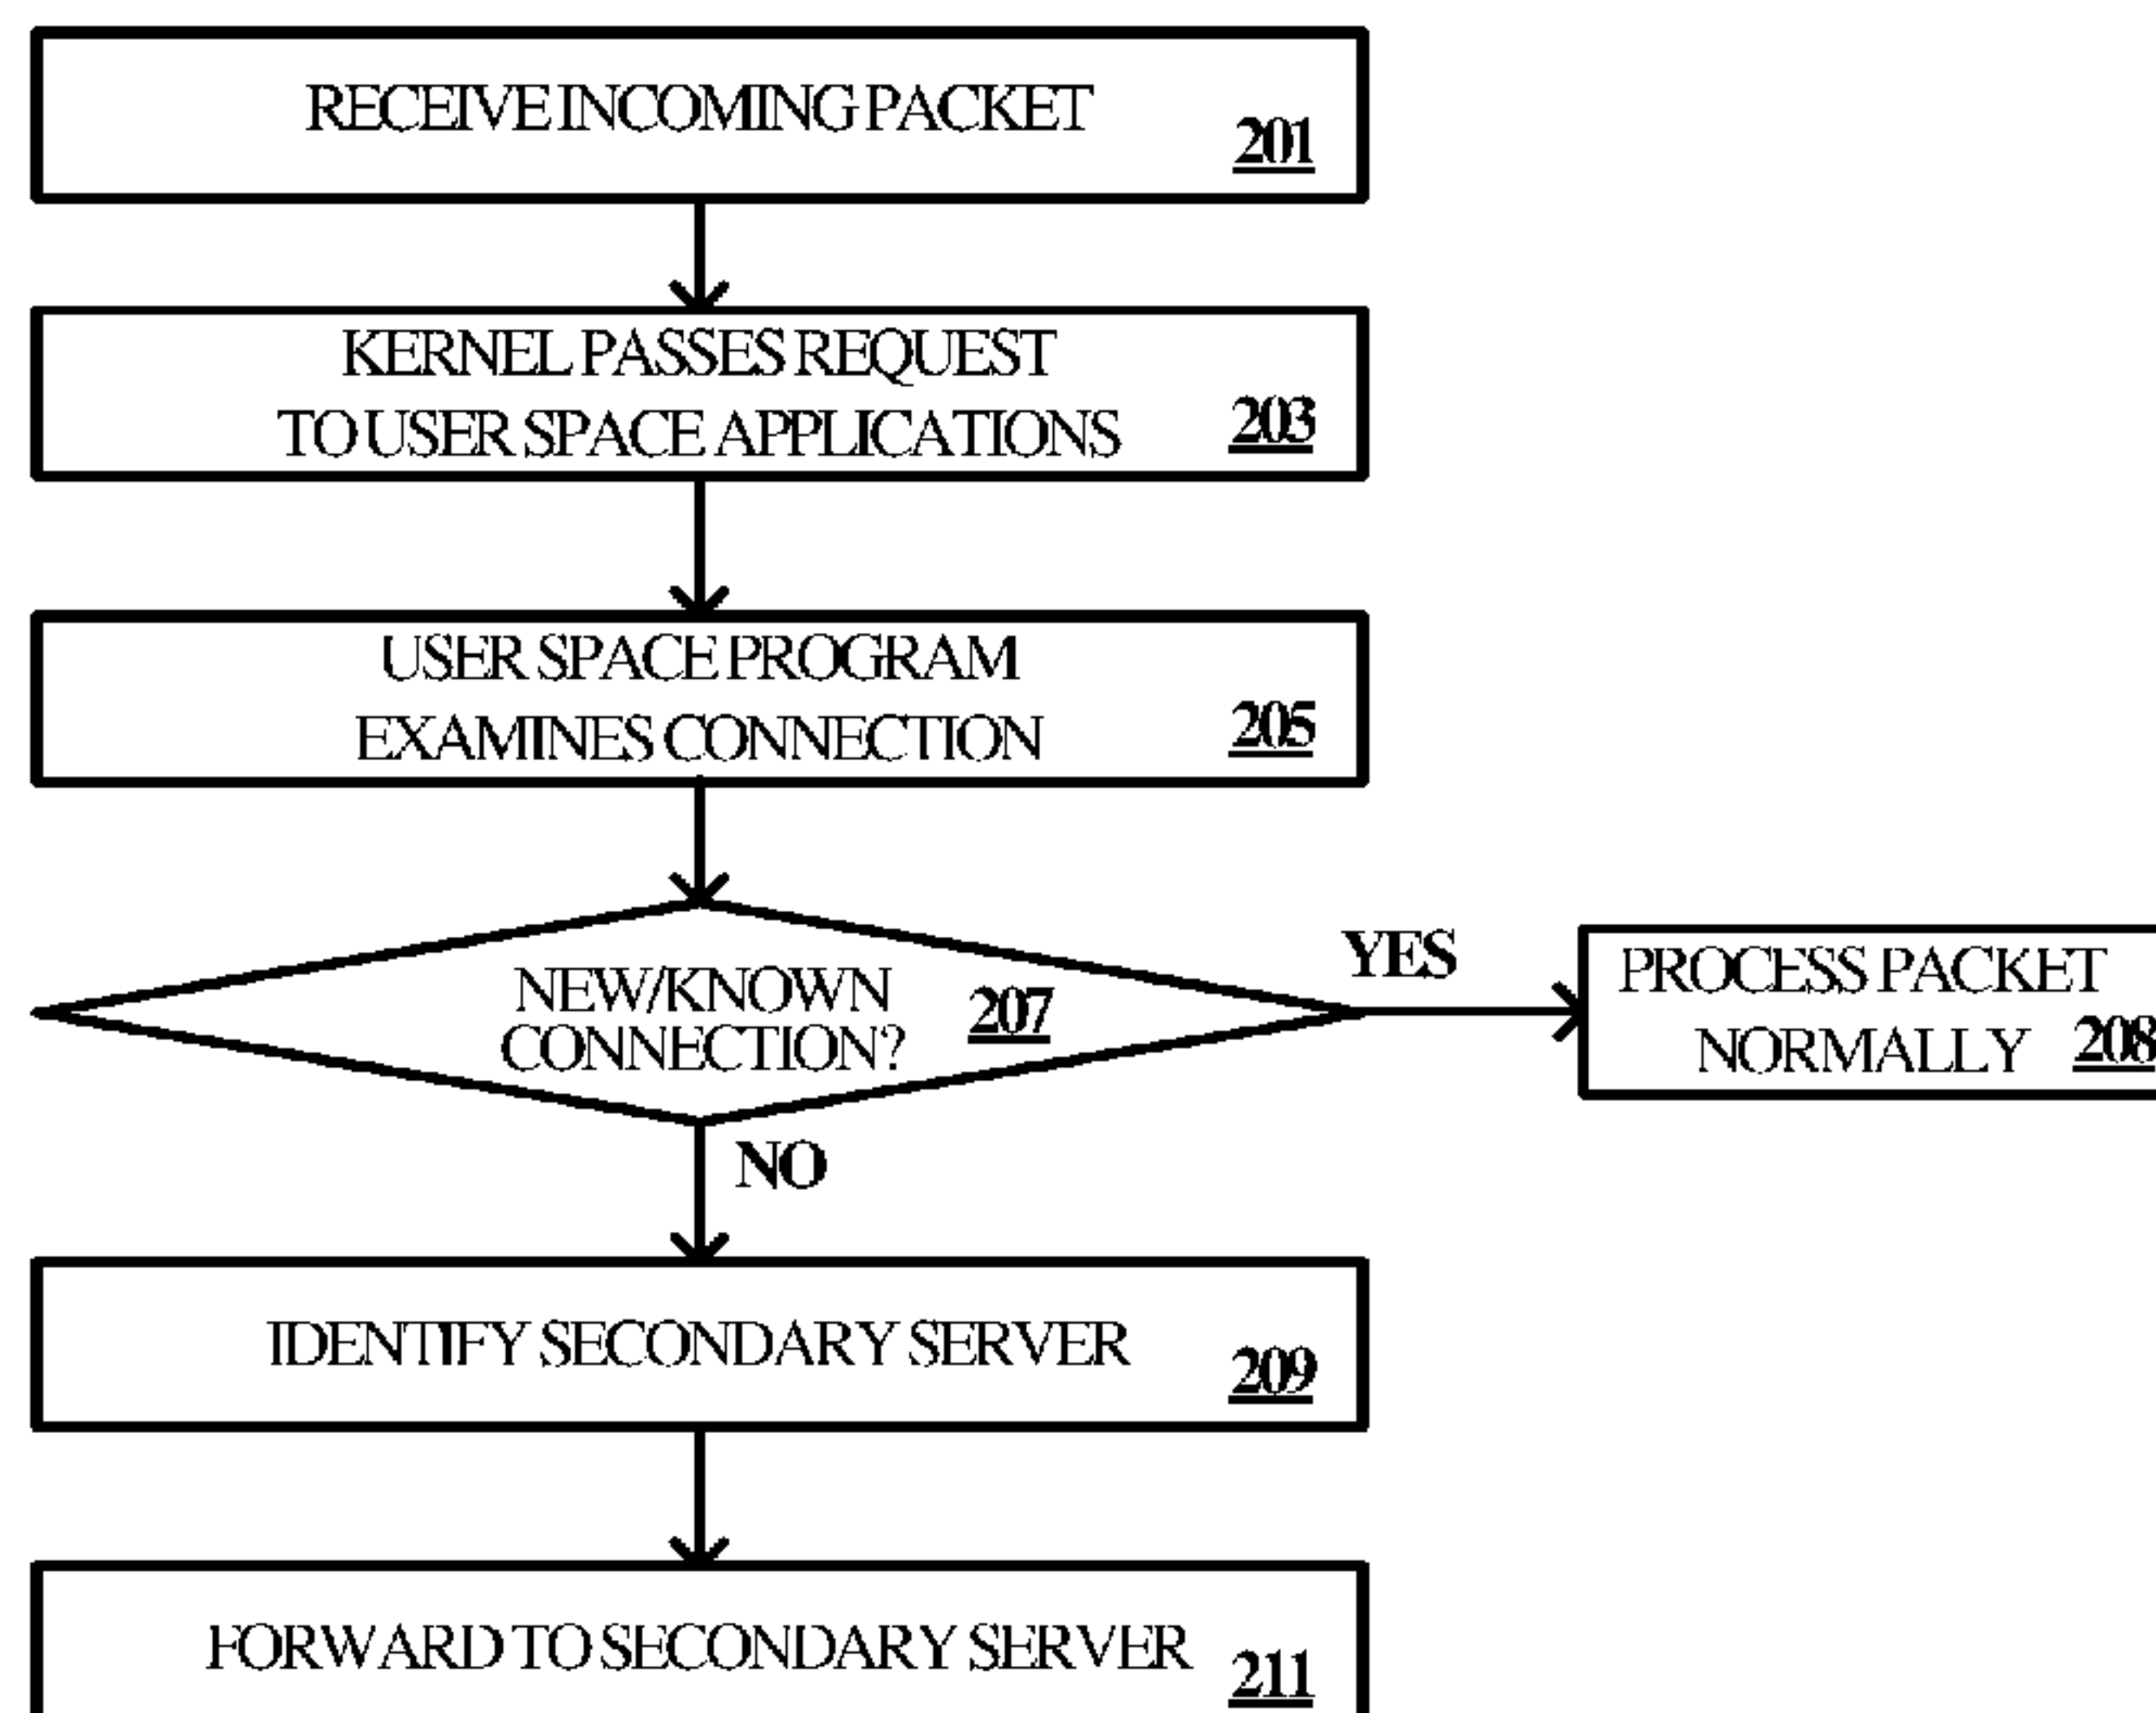 RECEIVE INCOMING PACKET
201
KERNEL PASSES REQUEST
TO USER SPACE APPLICATIONS
203
USER SPACE PROGRAM
EXAMINES CONNECTION
205
NEW/KNOWN
CONNECTION?
207
YES
PROCESS PACKET
NORMALLY
208
NO
IDENTIFY SECONDARY SERVER
209
FORWARD TO SECONDARY SERVER
211